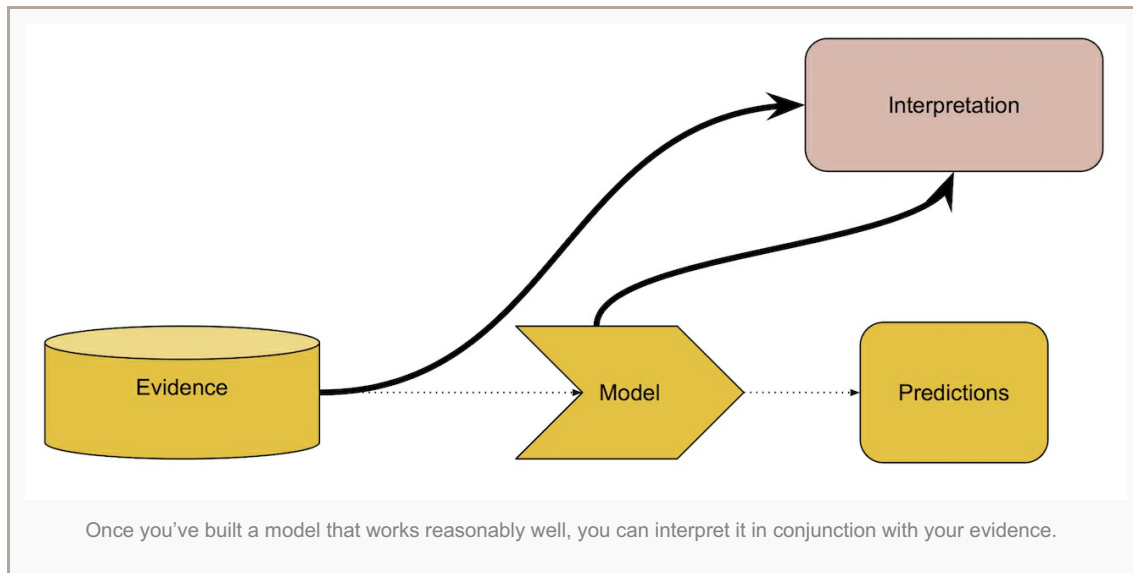 Interpretation
Evidence
Model
Predictions
Once you’ve built a model that works reasonably well, you can interpret it in conjunction with your evidence.